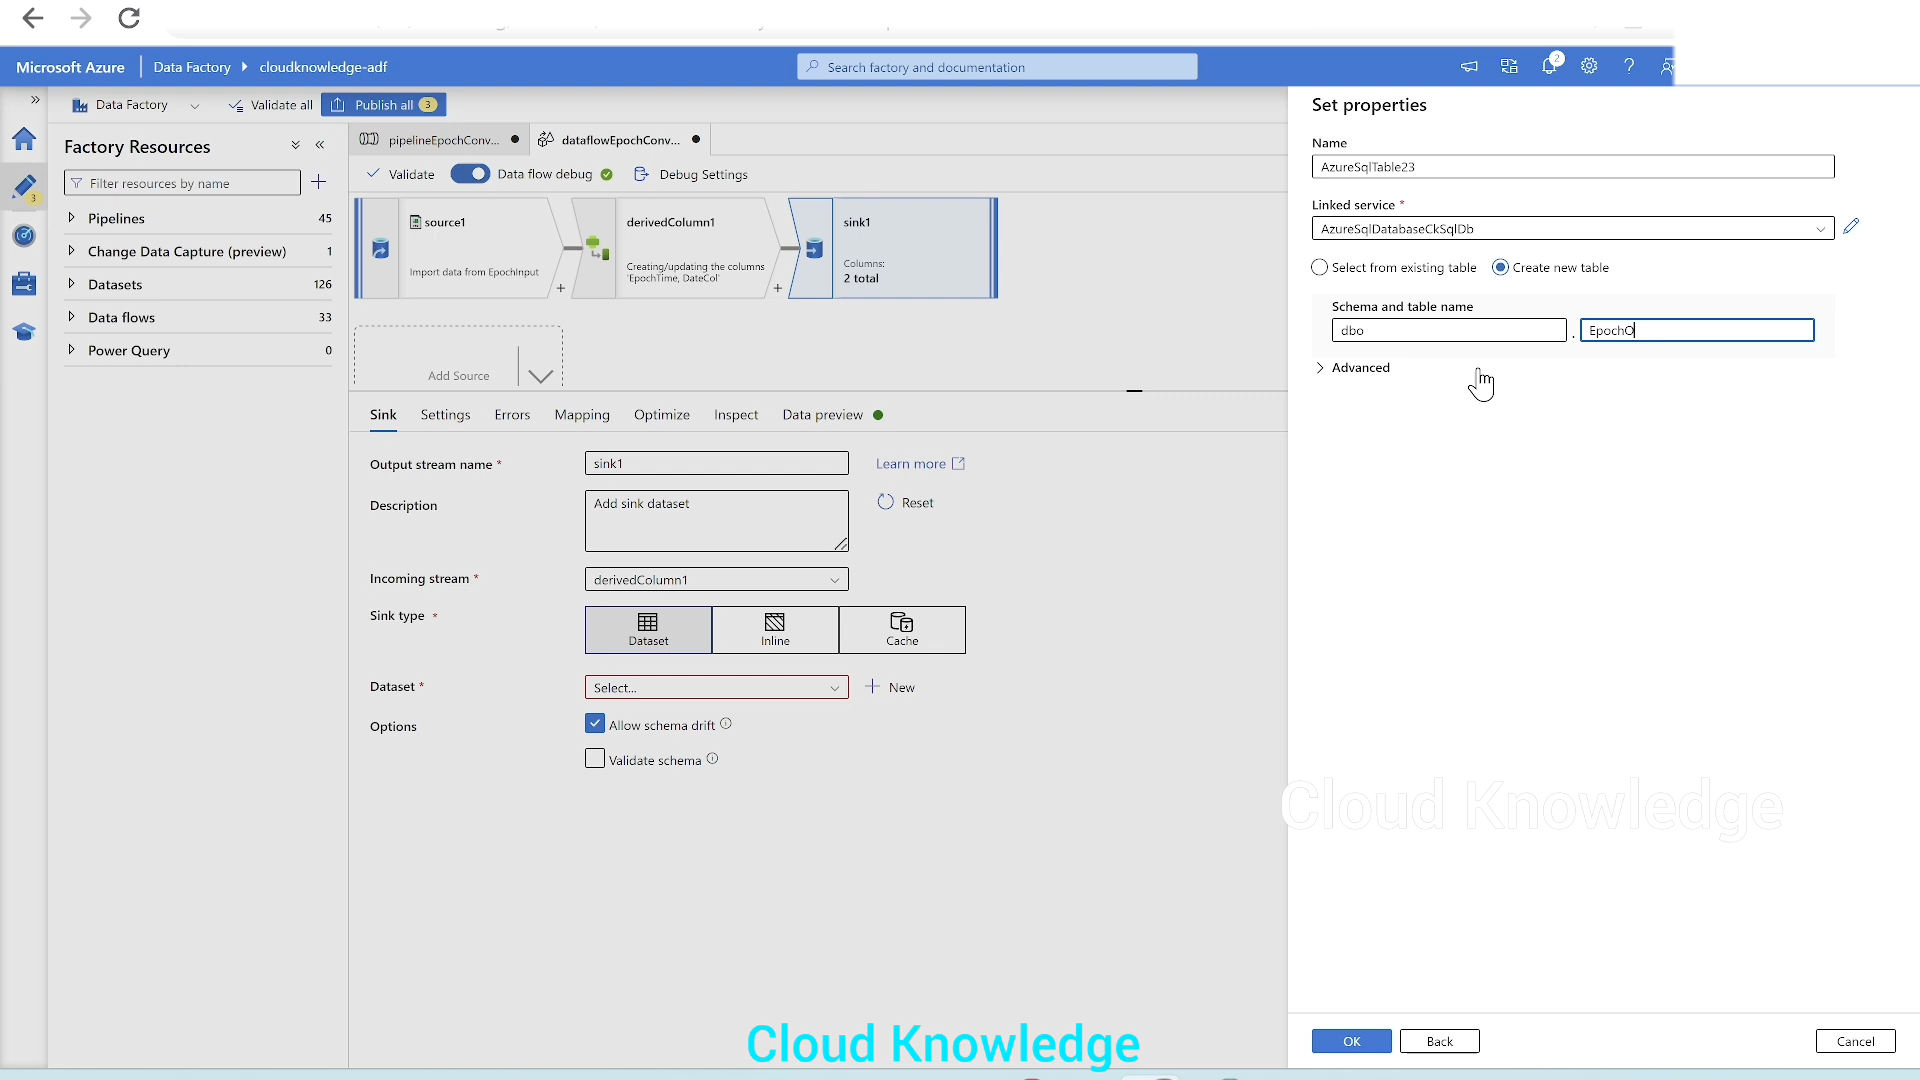 Microsoft Azure
Data Factory
cloudknowledge-adf
Search factory and documentation
2
Data Factory
Validate all
Publish all
3
3
Factory Resources
Filter resources by name
Pipelines 45
Change Data Capture (preview) 1
Datasets 126
Data flows 33
Power Query 0
pipelineEpochConv...
dataflowEpochConv...
Validate
Data flow debug
Debug Settings
source1
Import data from EpochInput
derivedColumn1
Creating/updating the columns
'EpochTime, DateCol'
sink1
Columns:
2 total
Add Source
Sink
Settings
Errors
Mapping
Optimize
Inspect
Data preview
Output stream name *
sink1
Learn more
Description
Add sink dataset
Reset
Incoming stream *
derivedColumn1
Sink type *
Dataset
Inline
Cache
Dataset *
Select...
New
Options
Allow schema drift
Validate schema
Set properties
Name
AzureSqlTable23
Linked service *
AzureSqlDatabaseCkSqlDb
Select from existing table
Create new table
Schema and table name
dbo
.
EpochO
Advanced
Cloud Knowledge
OK
Back
Cancel
Cloud Knowledge